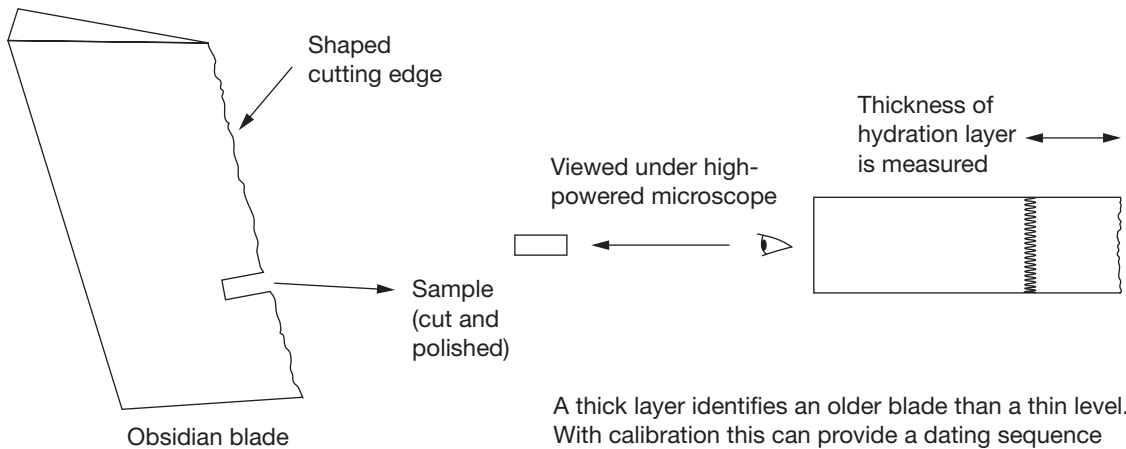 Shaped
cutting edge
Thickness of
hydration layer
is measured
Viewed under high-
powered microscope
Sample
(cut and
polished)
Obsidian blade
A thick layer identifies an older blade than a thin level.
With calibration this can provide a dating sequence